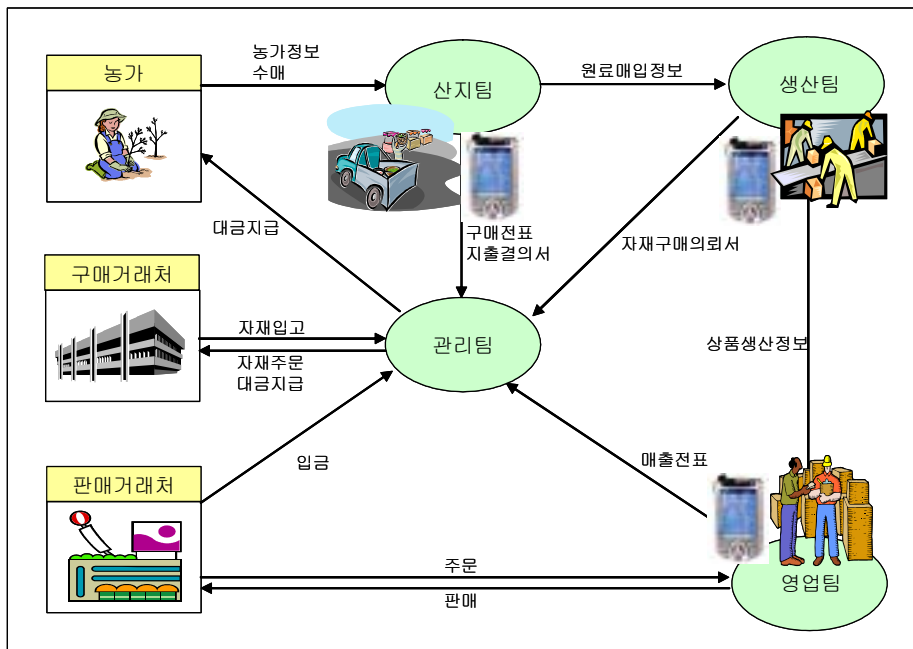 농가
농가정보
수매
산지팀
원료매입정보
생산팀
대금지급
구매전표
지출결의서
자재구매의뢰서
구매거래처
자재입고
자재주문
대금지급
관리팀
상품생산정보
입금
매출전표
판매거래처
주문
판매
영업팀